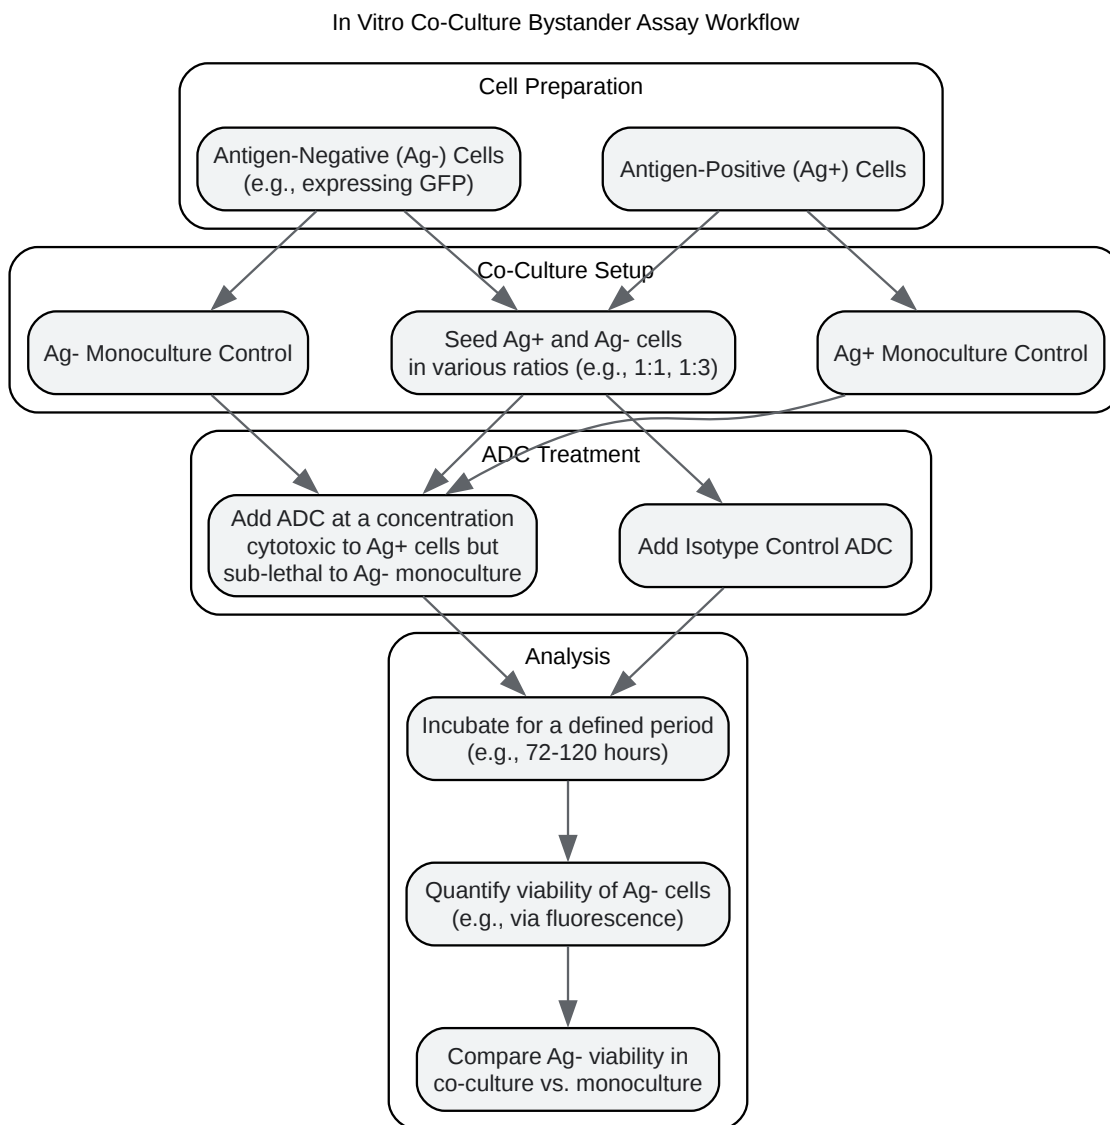 In Vitro Co-Culture Bystander Assay Workflow
Cell Preparation
Antigen-Negative (Ag-) Cells
(e.g., expressing GFP)
Antigen-Positive (Ag+) Cells
Co-Culture Setup
Ag- Monoculture Control
Seed Ag+ and Ag- cells
in various ratios (e.g., 1:1, 1:3)
Ag+ Monoculture Control
ADC Treatment
Add ADC at a concentration
cytotoxic to Ag+ cells but
sub-lethal to Ag- monoculture
Add Isotype Control ADC
Analysis
Incubate for a defined period
(e.g., 72-120 hours)
Quantify viability of Ag- cells
(e.g., via fluorescence)
Compare Ag- viability in
co-culture vs. monoculture